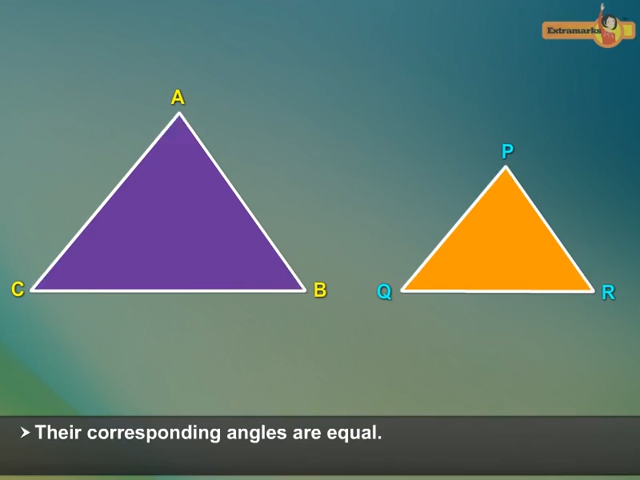 Extramarks
A
P
C
B
Q
R
➢ Their corresponding angles are equal.